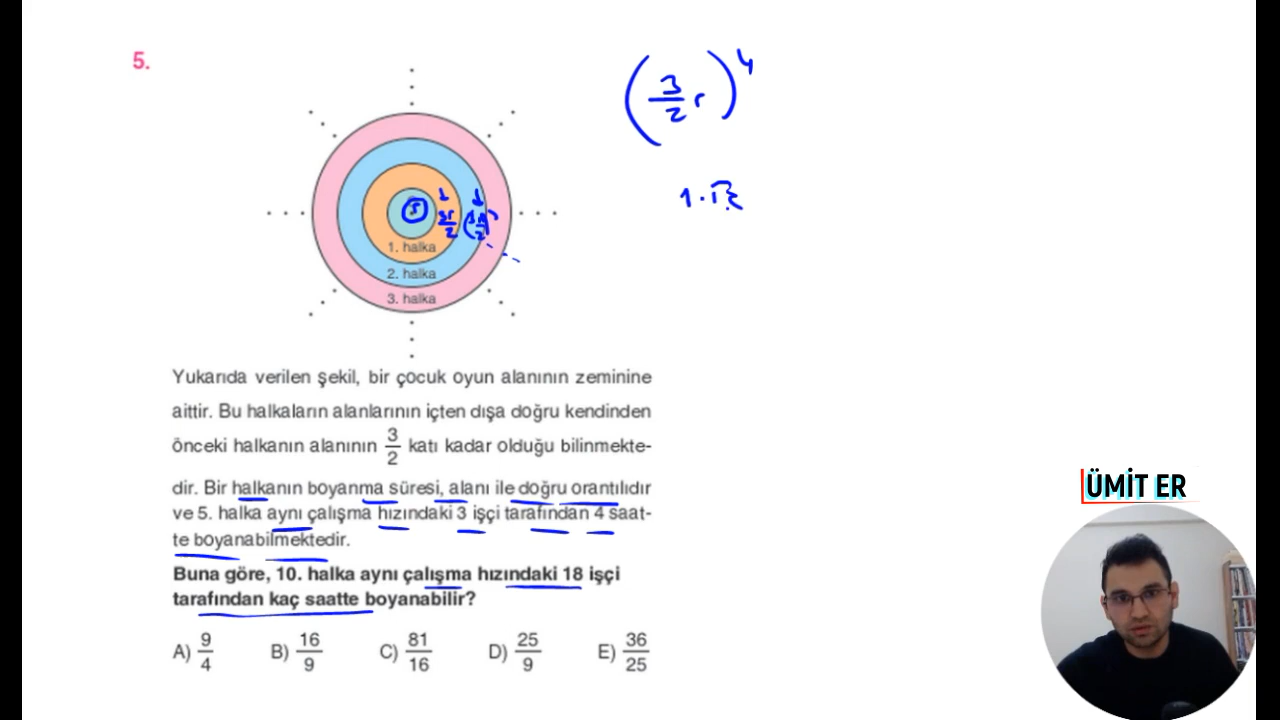 5.
(3/2 r)^4
1. halka
2. halka
3. halka
Yukarıda verilen şekil, bir çocuk oyun alanının zeminine
aittir. Bu halkaların alanlarının içten dışa doğru kendinden
önceki halkanın alanının 3/2 katı kadar olduğu bilinmekte-
dir. Bir halkanın boyanma süresi, alanı ile doğru orantılıdır
ve 5. halka aynı çalışma hızındaki 3 işçi tarafından 4 saat-
te boyanabilmektedir.
Buna göre, 10. halka aynı çalışma hızındaki 18 işçi
tarafından kaç saatte boyanabilir?
A) 9/4 B) 16/9 C) 81/16 D) 25/9 E) 36/25
ÜMİT ER